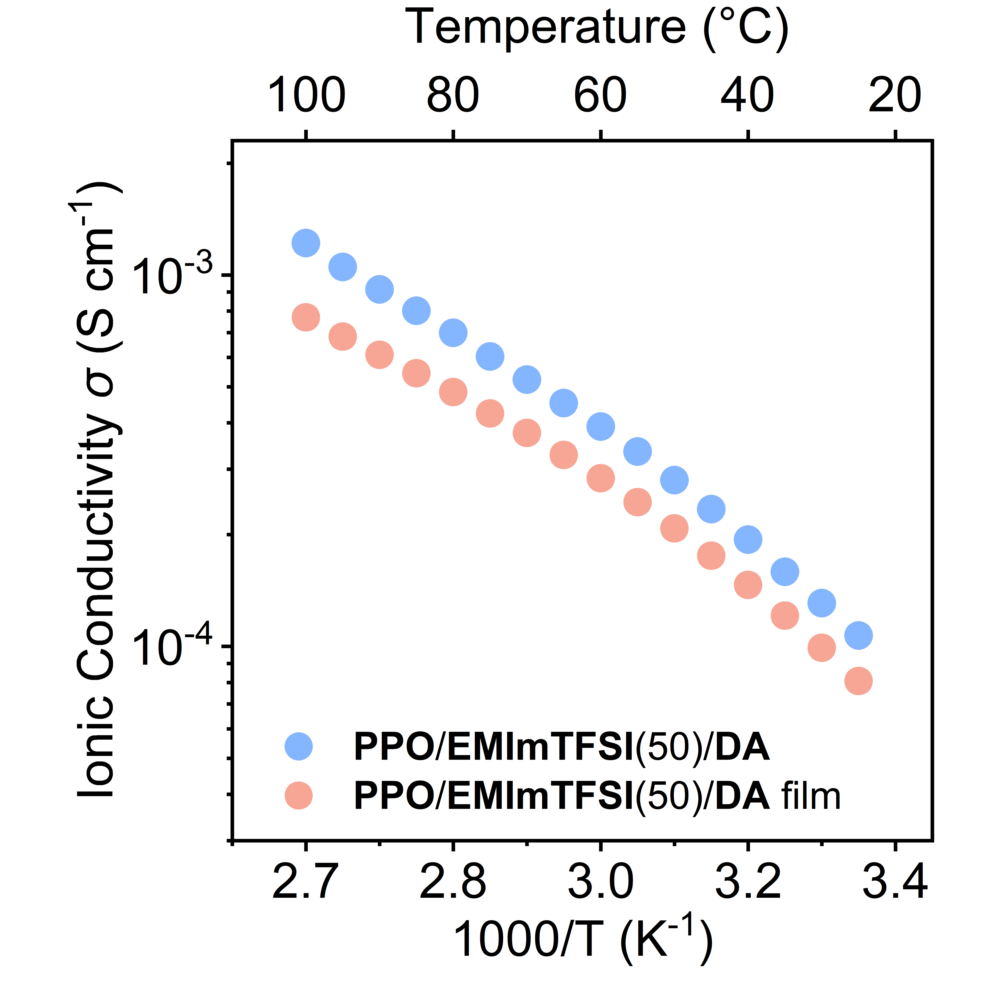 Temperature (°C)
100 80 60 40 20
Ionic Conductivity σ (S cm⁻¹)
10⁻³
10⁻⁴
PPO/EMImTFSI(50)/DA
PPO/EMImTFSI(50)/DA film
2.7 2.8 3.0 3.2 3.4
1000/T (K⁻¹)